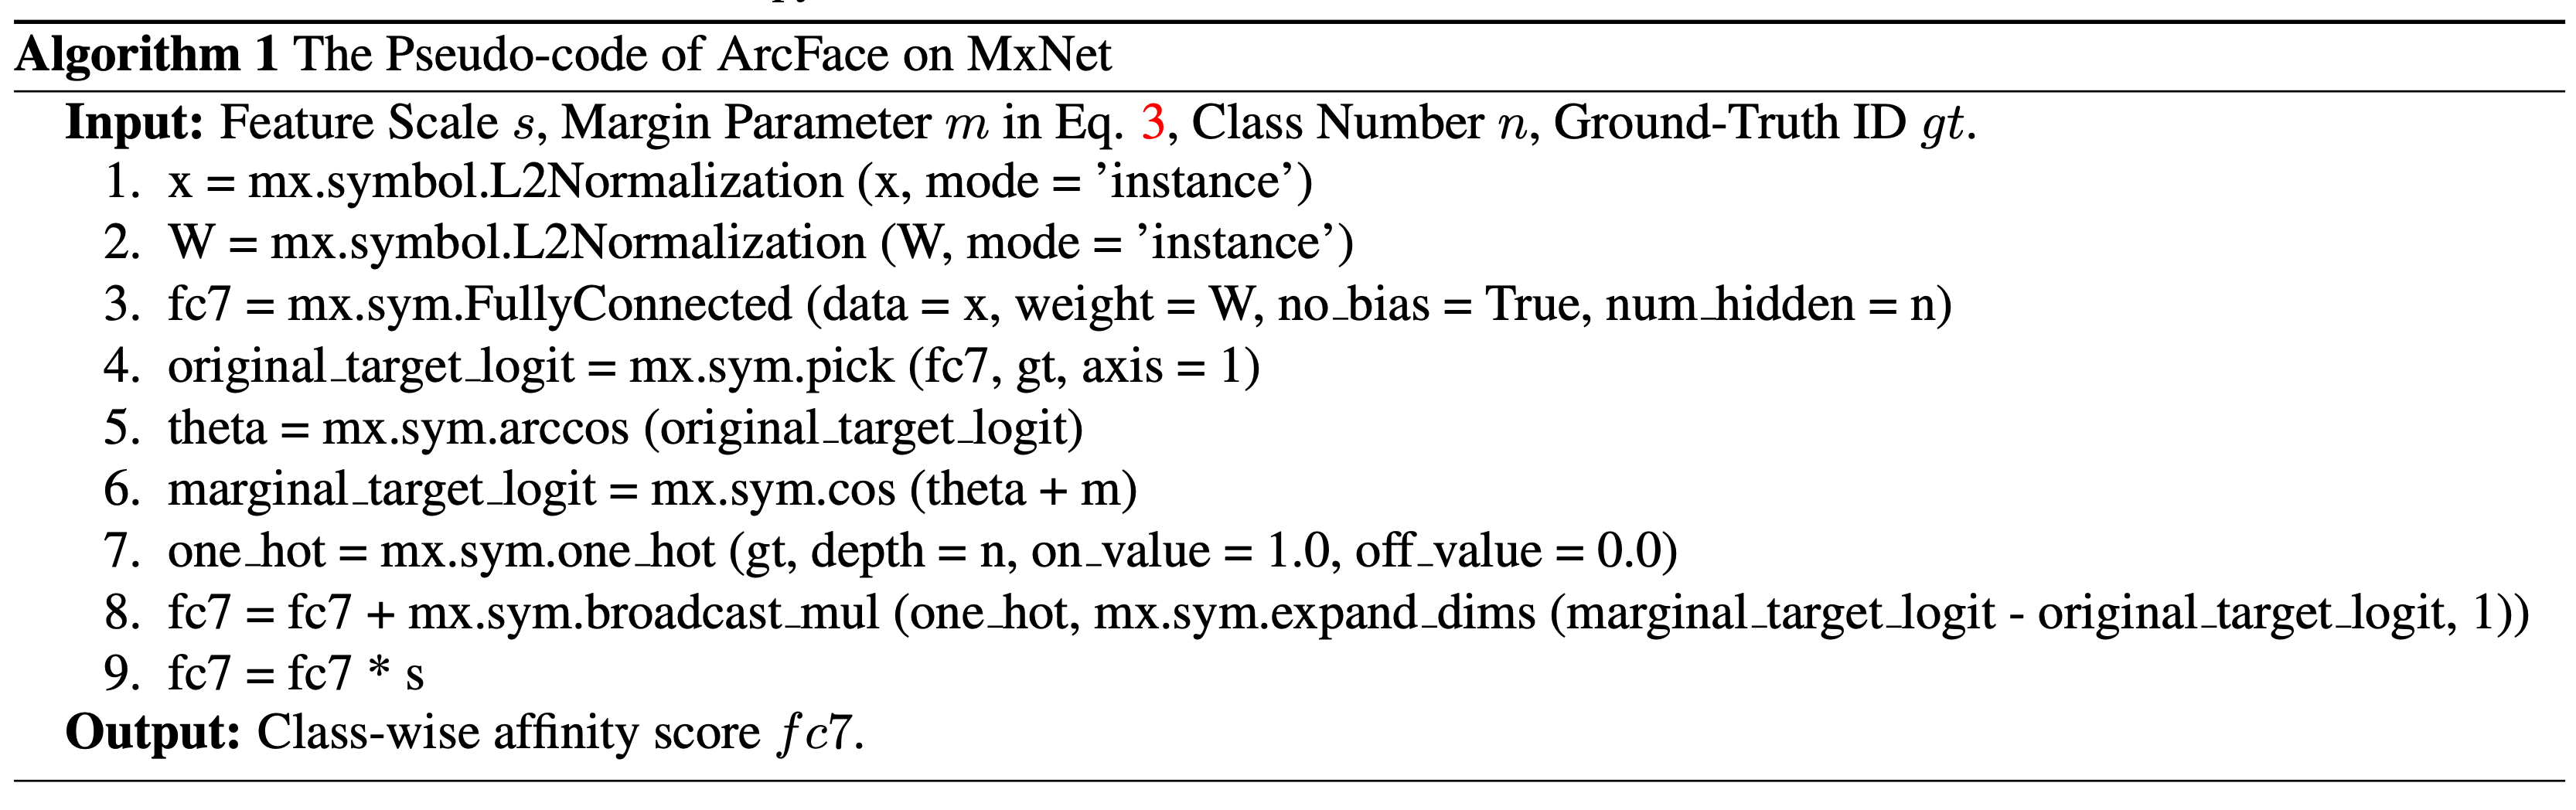 Algorithm 1 The Pseudo-code of ArcFace on MxNet
Input: Feature Scale s, Margin Parameter m in Eq. 3, Class Number n, Ground-Truth ID gt.
1. x = mx.symbol.L2Normalization (x, mode = ’instance’)
2. W = mx.symbol.L2Normalization (W, mode = ’instance’)
3. fc7 = mx.sym.FullyConnected (data = x, weight = W, no_bias = True, num_hidden = n)
4. original_target_logit = mx.sym.pick (fc7, gt, axis = 1)
5. theta = mx.sym.arccos (original_target_logit)
6. marginal_target_logit = mx.sym.cos (theta + m)
7. one_hot = mx.sym.one_hot (gt, depth = n, on_value = 1.0, off_value = 0.0)
8. fc7 = fc7 + mx.sym.broadcast_mul (one_hot, mx.sym.expand_dims (marginal_target_logit - original_target_logit, 1))
9. fc7 = fc7 * s
Output: Class-wise affinity score fc7.